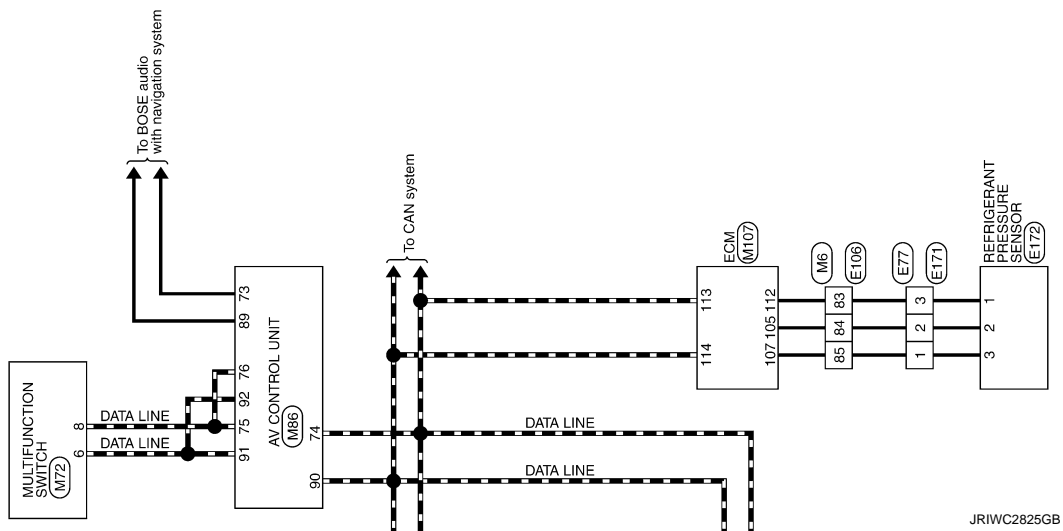 To BOSE audio
with navigation system
To CAN system
ECM
M107
M6
E106
E77
E171
REFRIGERANT
PRESSURE
SENSOR
E172
113
114
112
105
107
83
84
85
3
2
1
1
2
3
73
89
76
92
75
91
AV CONTROL UNIT
M86
74
90
MULTIFUNCTION
SWITCH
M72
8
6
DATA LINE
DATA LINE
DATA LINE
DATA LINE
JRIWC2825GB